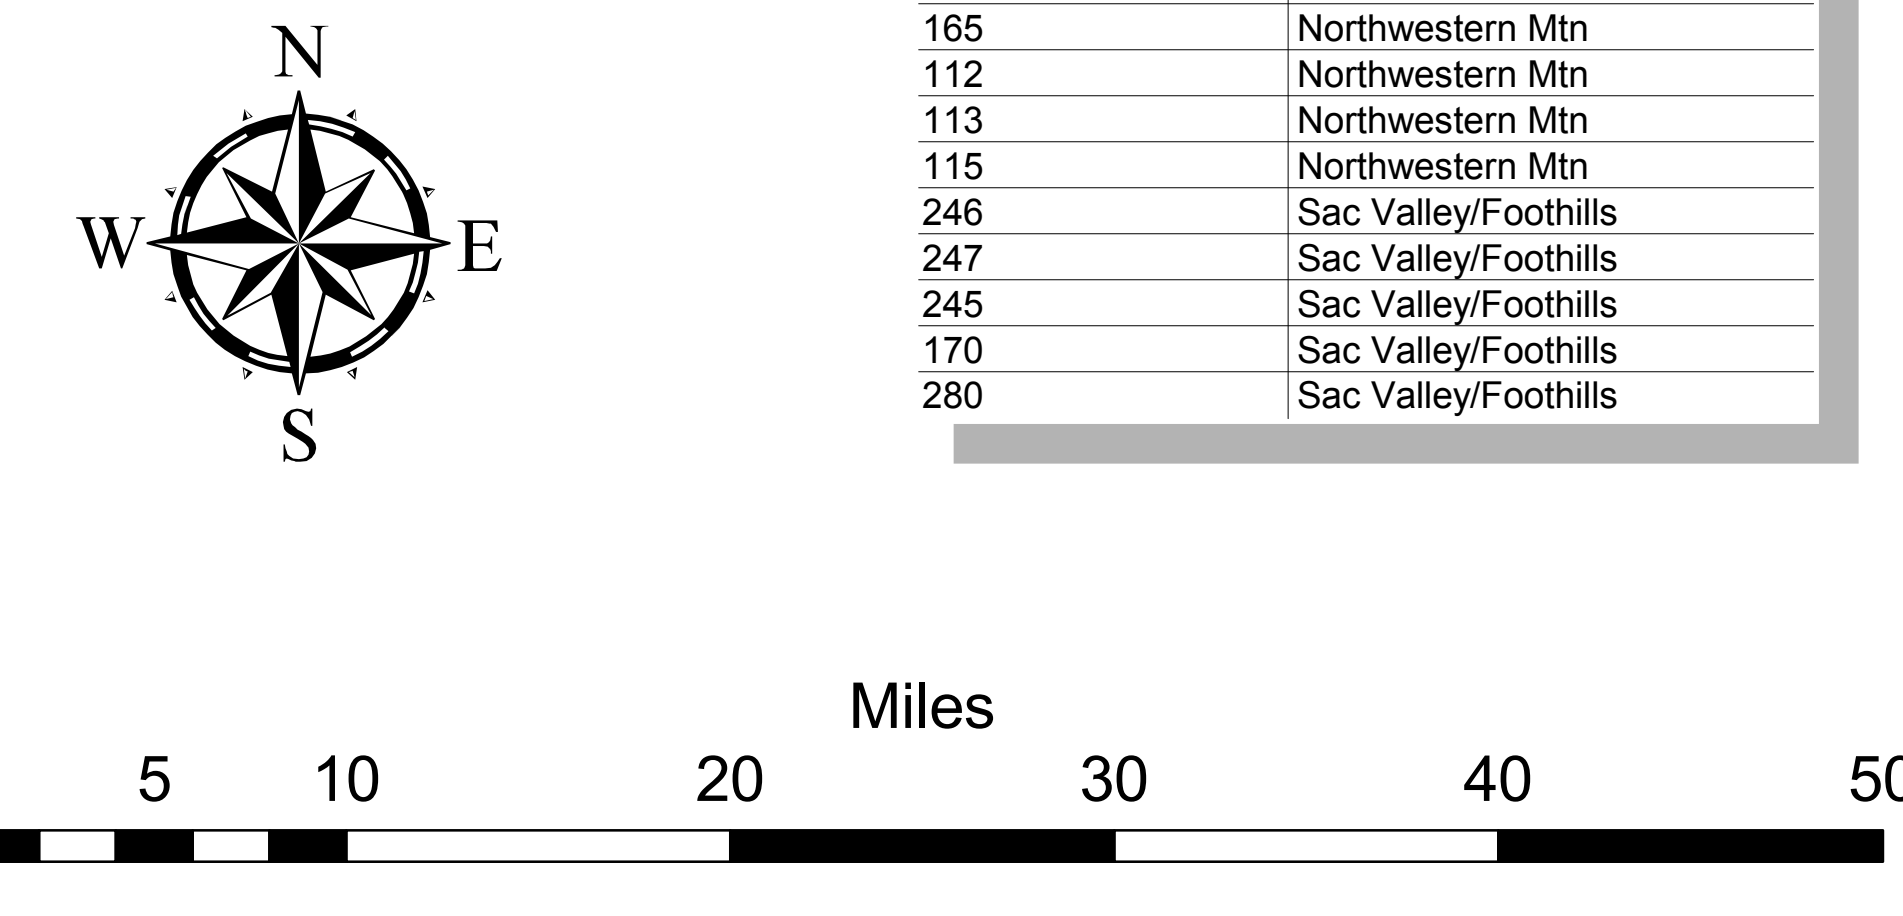 N
W E
S
165 Northwestern Mtn
112 Northwestern Mtn
113 Northwestern Mtn
115 Northwestern Mtn
246 Sac Valley/Foothills
247 Sac Valley/Foothills
245 Sac Valley/Foothills
170 Sac Valley/Foothills
280 Sac Valley/Foothills
Miles
5 10 20 30 40 50